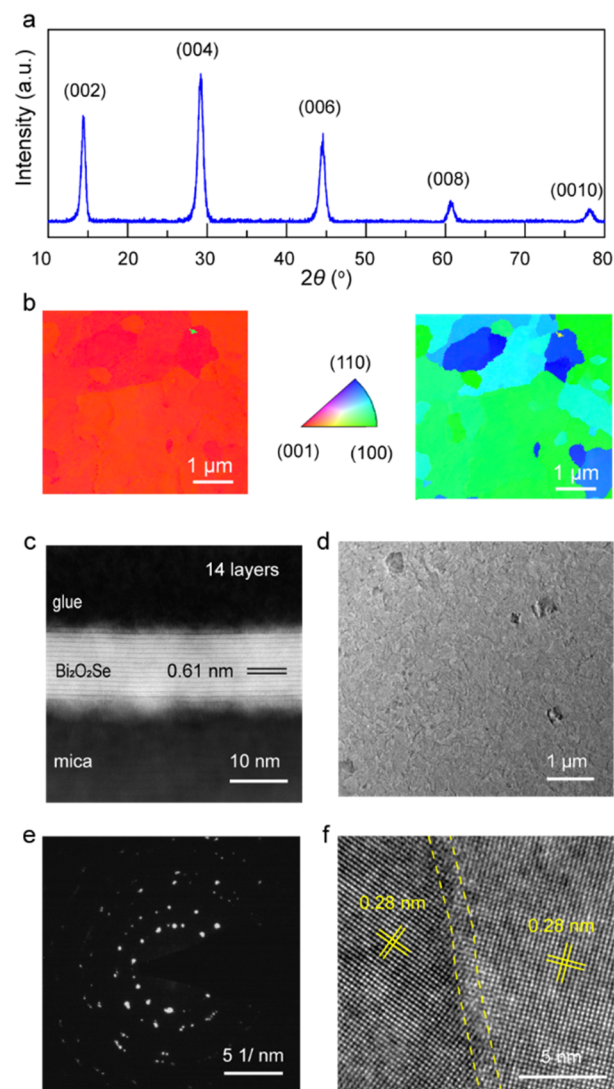 a
Intensity (a.u.)
(002)
(004)
(006)
(008)
(0010)
10 20 30 40 50 60 70 80
2θ (°)
b
1 µm
(110)
(001) (100)
1 µm
c
14 layers
glue
Bi₂O₂Se 0.61 nm
mica
10 nm
d
1 µm
e
5 1/ nm
f
0.28 nm
0.28 nm
5 nm